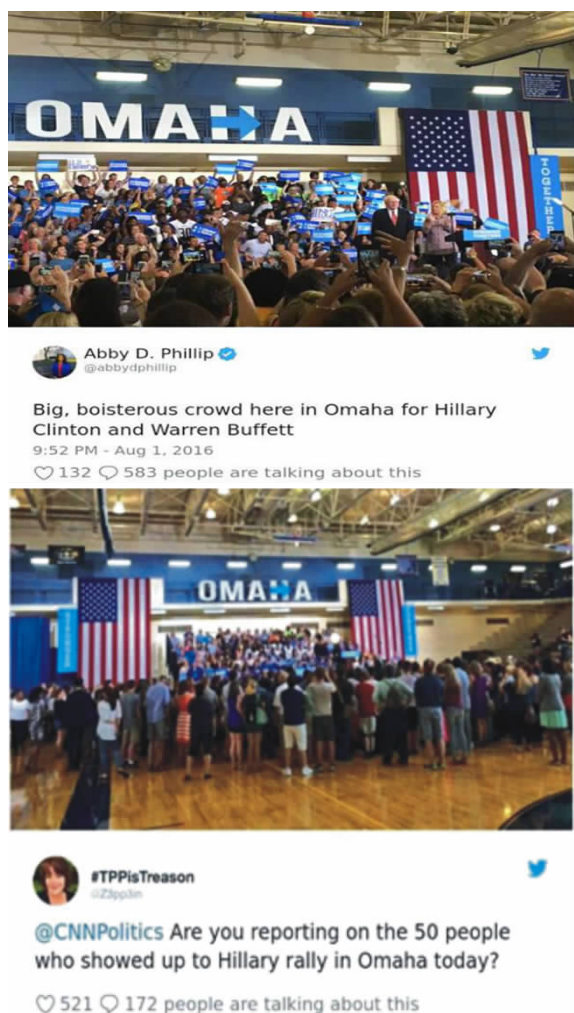 OMAHA
TOGETHER
Abby D. Phillip
@abbydphillip
Big, boisterous crowd here in Omaha for Hillary
Clinton and Warren Buffett
9:52 PM - Aug 1, 2016
132 583 people are talking about this
OMAHA
#TPPisTreason
@Z3pp3in
@CNNPolitics Are you reporting on the 50 people
who showed up to Hillary rally in Omaha today?
521 172 people are talking about this